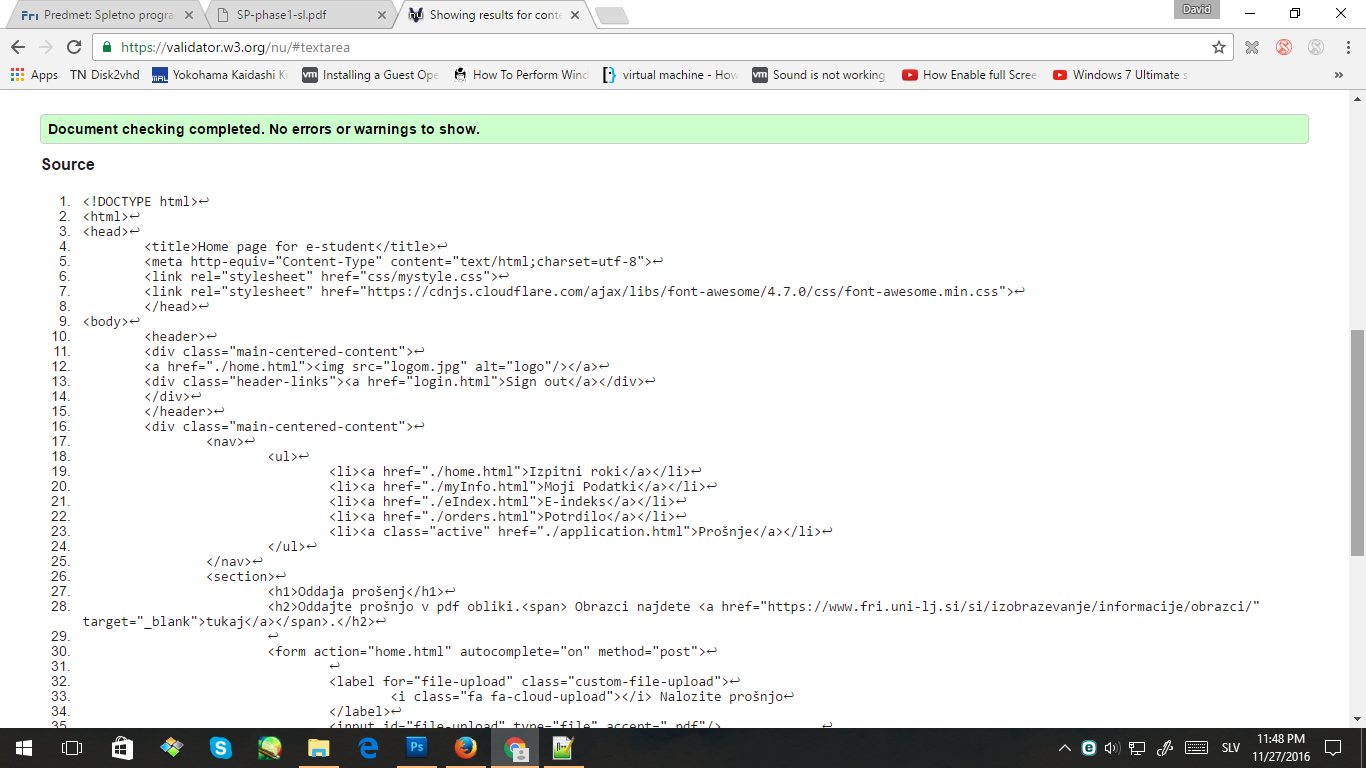 Predmet: Spletno progra
SP-phase1-sl.pdf
Showing results for conte
David
https://validator.w3.org/nu/#textarea
Apps
TN Disk2vhd
Yokohama Kaidashi Ki
Installing a Guest Ope
How To Perform Wind
virtual machine - How
Sound is not working
How Enable full Scree
Windows 7 Ultimate s
»
Document checking completed. No errors or warnings to show.
Source
1. <!DOCTYPE html>↩
2. <html>↩
3. <head>↩
4. <title>Home page for e-student</title>↩
5. <meta http-equiv="Content-Type" content="text/html;charset=utf-8">↩
6. <link rel="stylesheet" href="css/mystyle.css">↩
7. <link rel="stylesheet" href="https://cdnjs.cloudflare.com/ajax/libs/font-awesome/4.7.0/css/font-awesome.min.css">↩
8. </head>↩
9. <body>↩
10. <header>↩
11. <div class="main-centered-content">↩
12. <a href="./home.html"><img src="logom.jpg" alt="logo"/></a>↩
13. <div class="header-links"><a href="login.html">Sign out</a></div>↩
14. </div>↩
15. </header>↩
16. <div class="main-centered-content">↩
17. <nav>↩
18. <ul>↩
19. <li><a href="./home.html">Izpitni roki</a></li>↩
20. <li><a href="./myInfo.html">Moji Podatki</a></li>↩
21. <li><a href="./eIndex.html">E-indeks</a></li>↩
22. <li><a href="./orders.html">Potrdilo</a></li>↩
23. <li><a class="active" href="./application.html">Prošnje</a></li>↩
24. </ul>↩
25. </nav>↩
26. <section>↩
27. <h1>Oddaja prošenj</h1>↩
28. <h2>Oddajte prošnjo v pdf obliki.<span> Obrazci najdete <a href="https://www.fri.uni-lj.si/si/izobrazevanje/informacije/obrazci/"
target="_blank">tukaj</a></span>.</h2>↩
29. ↩
30. <form action="home.html" autocomplete="on" method="post">↩
31. ↩
32. <label for="file-upload" class="custom-file-upload">↩
33. <i class="fa fa-cloud-upload"></i> Nalozite prošnjo↩
34. </label>↩
35. <input id="file-upload" type="file" accept=".pdf"/> ↩
SLV
11:48 PM
11/27/2016